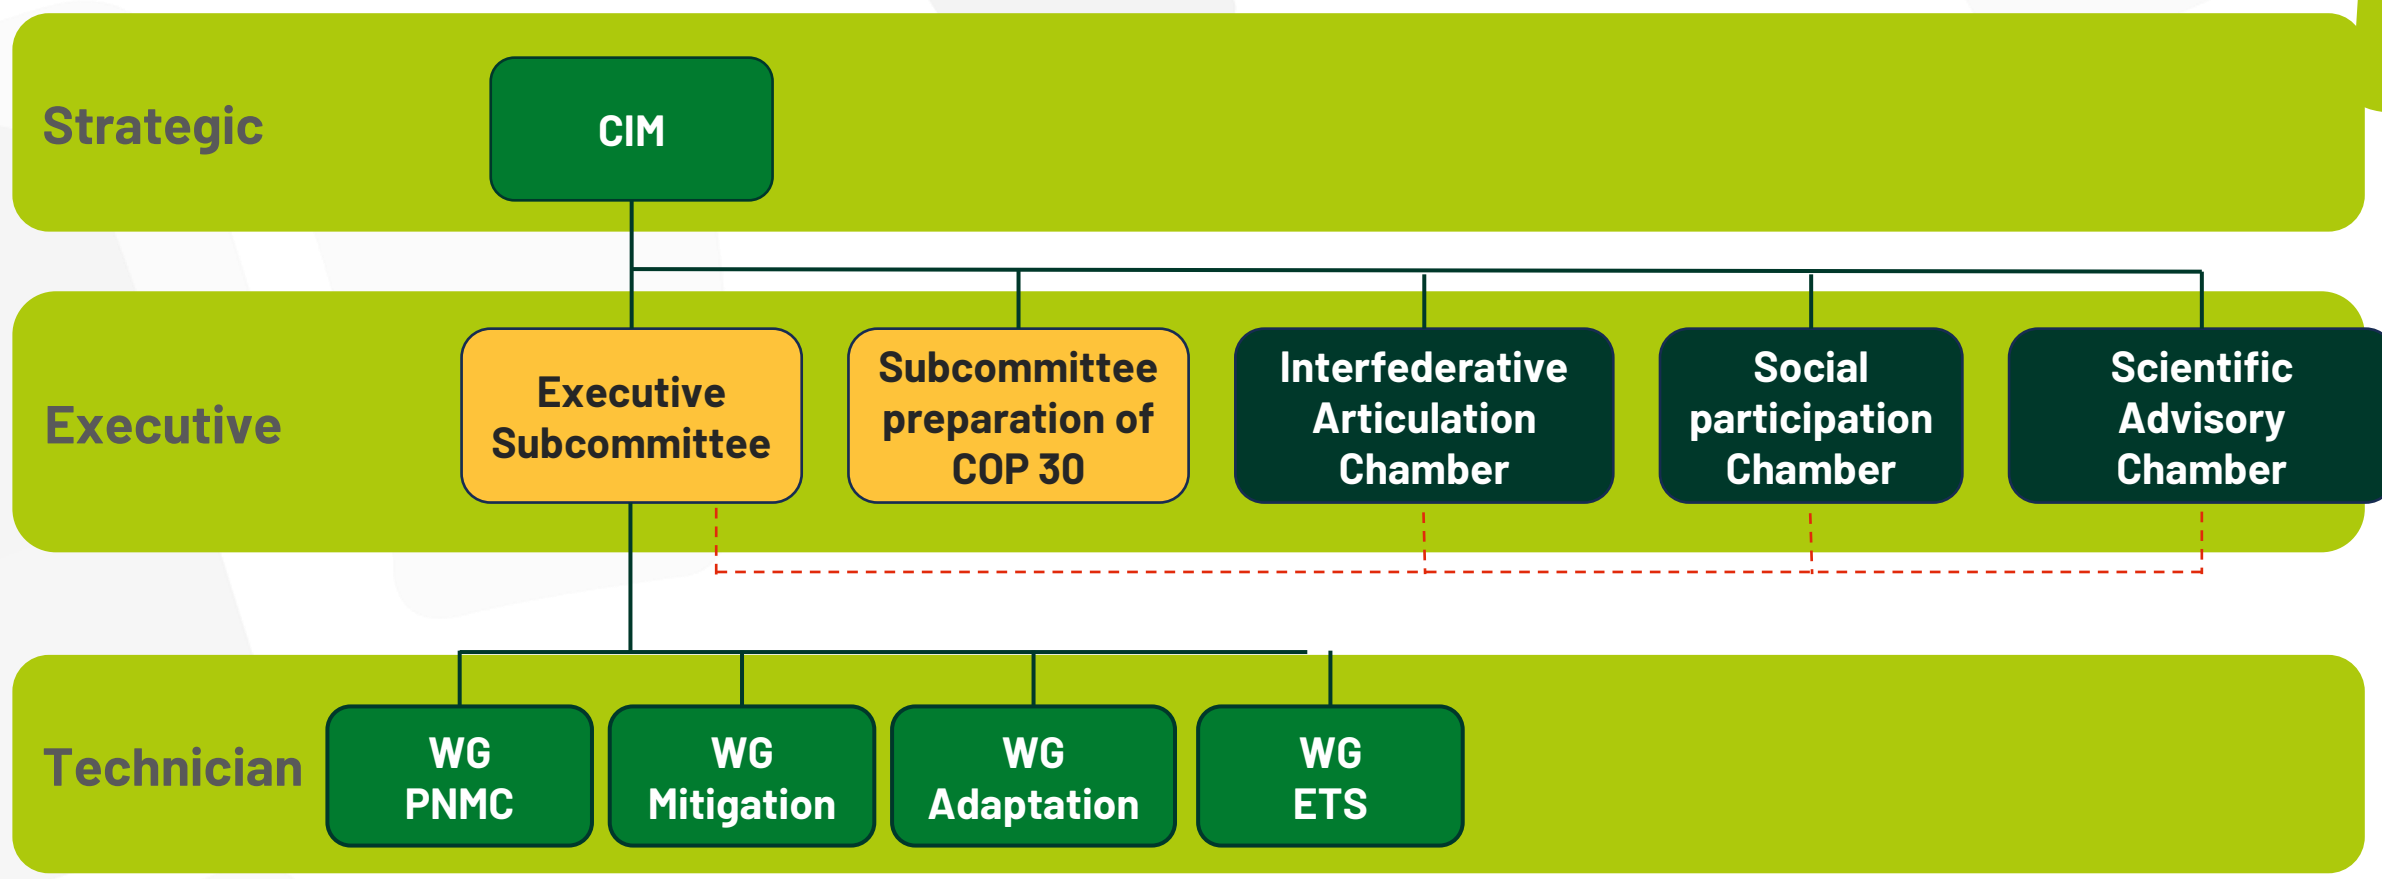 Strategic
CIM
Executive
Executive
Subcommittee
Subcommittee
preparation of
COP 30
Interfederative
Articulation
Chamber
Social
participation
Chamber
Scientific
Advisory
Chamber
Technician
WG
PNMC
WG
Mitigation
WG
Adaptation
WG
ETS